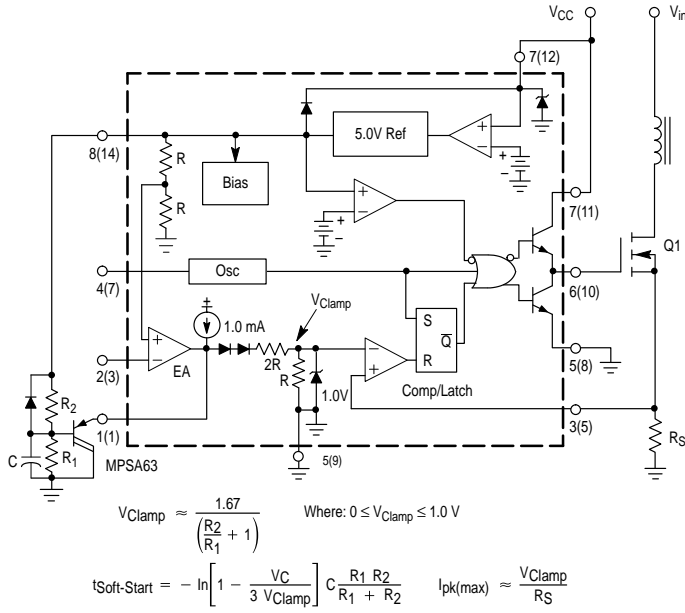 VCC
Vin
7(12)
5.0V Ref
+
−
+
−
8(14)
R
Bias
R
+
−
+
−
7(11)
Q1
Osc
4(7)
6(10)
VClamp
+
1.0 mA
S
Q
R
5(8)
+
−
EA
2R
R
1.0V
−
+
Comp/Latch
2(3)
R2
1(1)
3(5)
C
R1
MPSA63
5(9)
RS
VClamp ≈ 1.67 / (R2/R1 + 1)
Where: 0 ≤ VClamp ≤ 1.0 V
tSoft-Start = − In[1 − VC / 3 VClamp] C R1 R2 / R1 + R2
Ipk(max) ≈ VClamp / RS